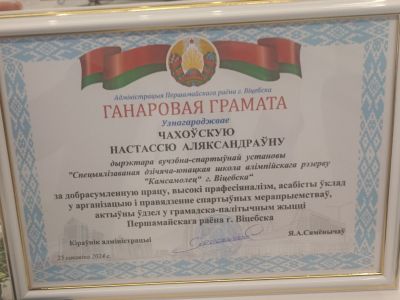 Адміністрацыя Першамайскага раёна г. Віцебска
ГАНАРОВАЯ ГРАМАТА
Узнагароджвае
ЧАХОЎСКУЮ
НАСТАССЮ АЛЯКСАНДРАЎНУ
дырэктара вучэбна-спартыўнай установы
"Спецыялізаваная дзіцяча-юнацкая школа алімпійскага рэзерву
"Камсамолец" г. Віцебска"
за добрасумленную працу, высокі прафесіяналізм, асабісты ўклад
у арганізацыю і правядзенне спартыўных мерапрыемстваў,
актыўны ўдзел у грамадска-палітычным жыцці
Першамайскага раёна г. Віцебска
Кіраўнік адміністрацыі Я.А.Сямёнычаў
2024 г.